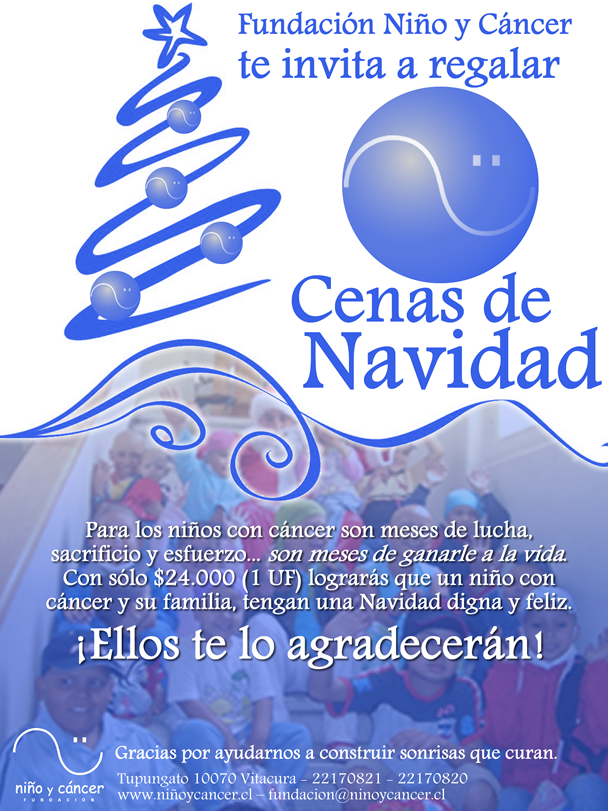 Fundación Niño y Cáncer
te invita a regalar
Cenas de
Navidad
Para los niños con cáncer son meses de lucha,
sacrificio y esfuerzo... son meses de ganarle a la vida.
Con sólo $24.000 (1 UF) lograrás que un niño con
cáncer y su familia, tengan una Navidad digna y feliz.
¡Ellos te lo agradecerán!
Gracias por ayudarnos a construir sonrisas que curan.
Tupungato 10070 Vitacura - 22170821 - 22170820
www.niñoycancer.cl – fundacion@ninoycancer.cl
niño y cáncer
FUNDACIÓN